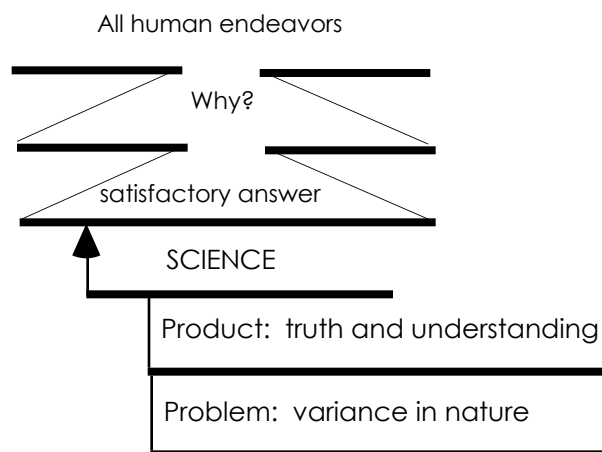 All human endeavors
Why?
satisfactory answer
SCIENCE
Product: truth and understanding
Problem: variance in nature